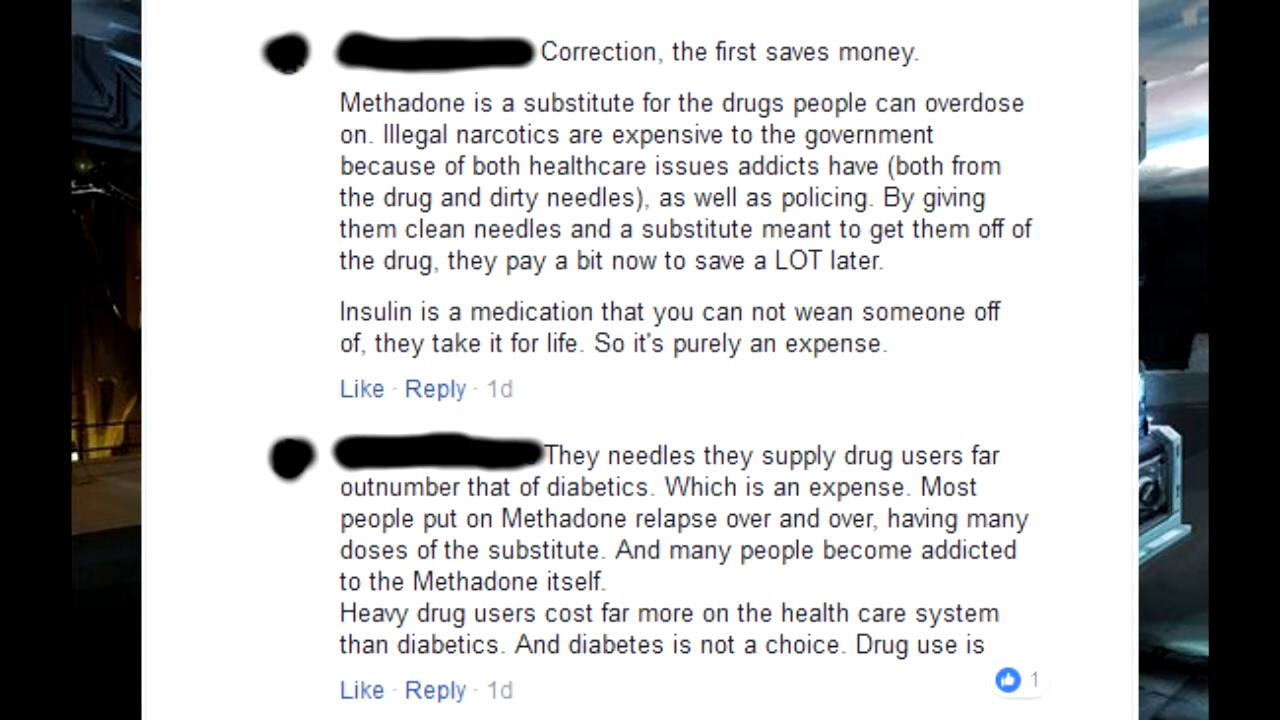 Correction, the first saves money.
Methadone is a substitute for the drugs people can overdose
on. Illegal narcotics are expensive to the government
because of both healthcare issues addicts have (both from
the drug and dirty needles), as well as policing. By giving
them clean needles and a substitute meant to get them off of
the drug, they pay a bit now to save a LOT later.
Insulin is a medication that you can not wean someone off
of, they take it for life. So it's purely an expense.
Like · Reply · 1d
They needles they supply drug users far
outnumber that of diabetics. Which is an expense. Most
people put on Methadone relapse over and over, having many
doses of the substitute. And many people become addicted
to the Methadone itself.
Heavy drug users cost far more on the health care system
than diabetics. And diabetes is not a choice. Drug use is
1
Like · Reply · 1d